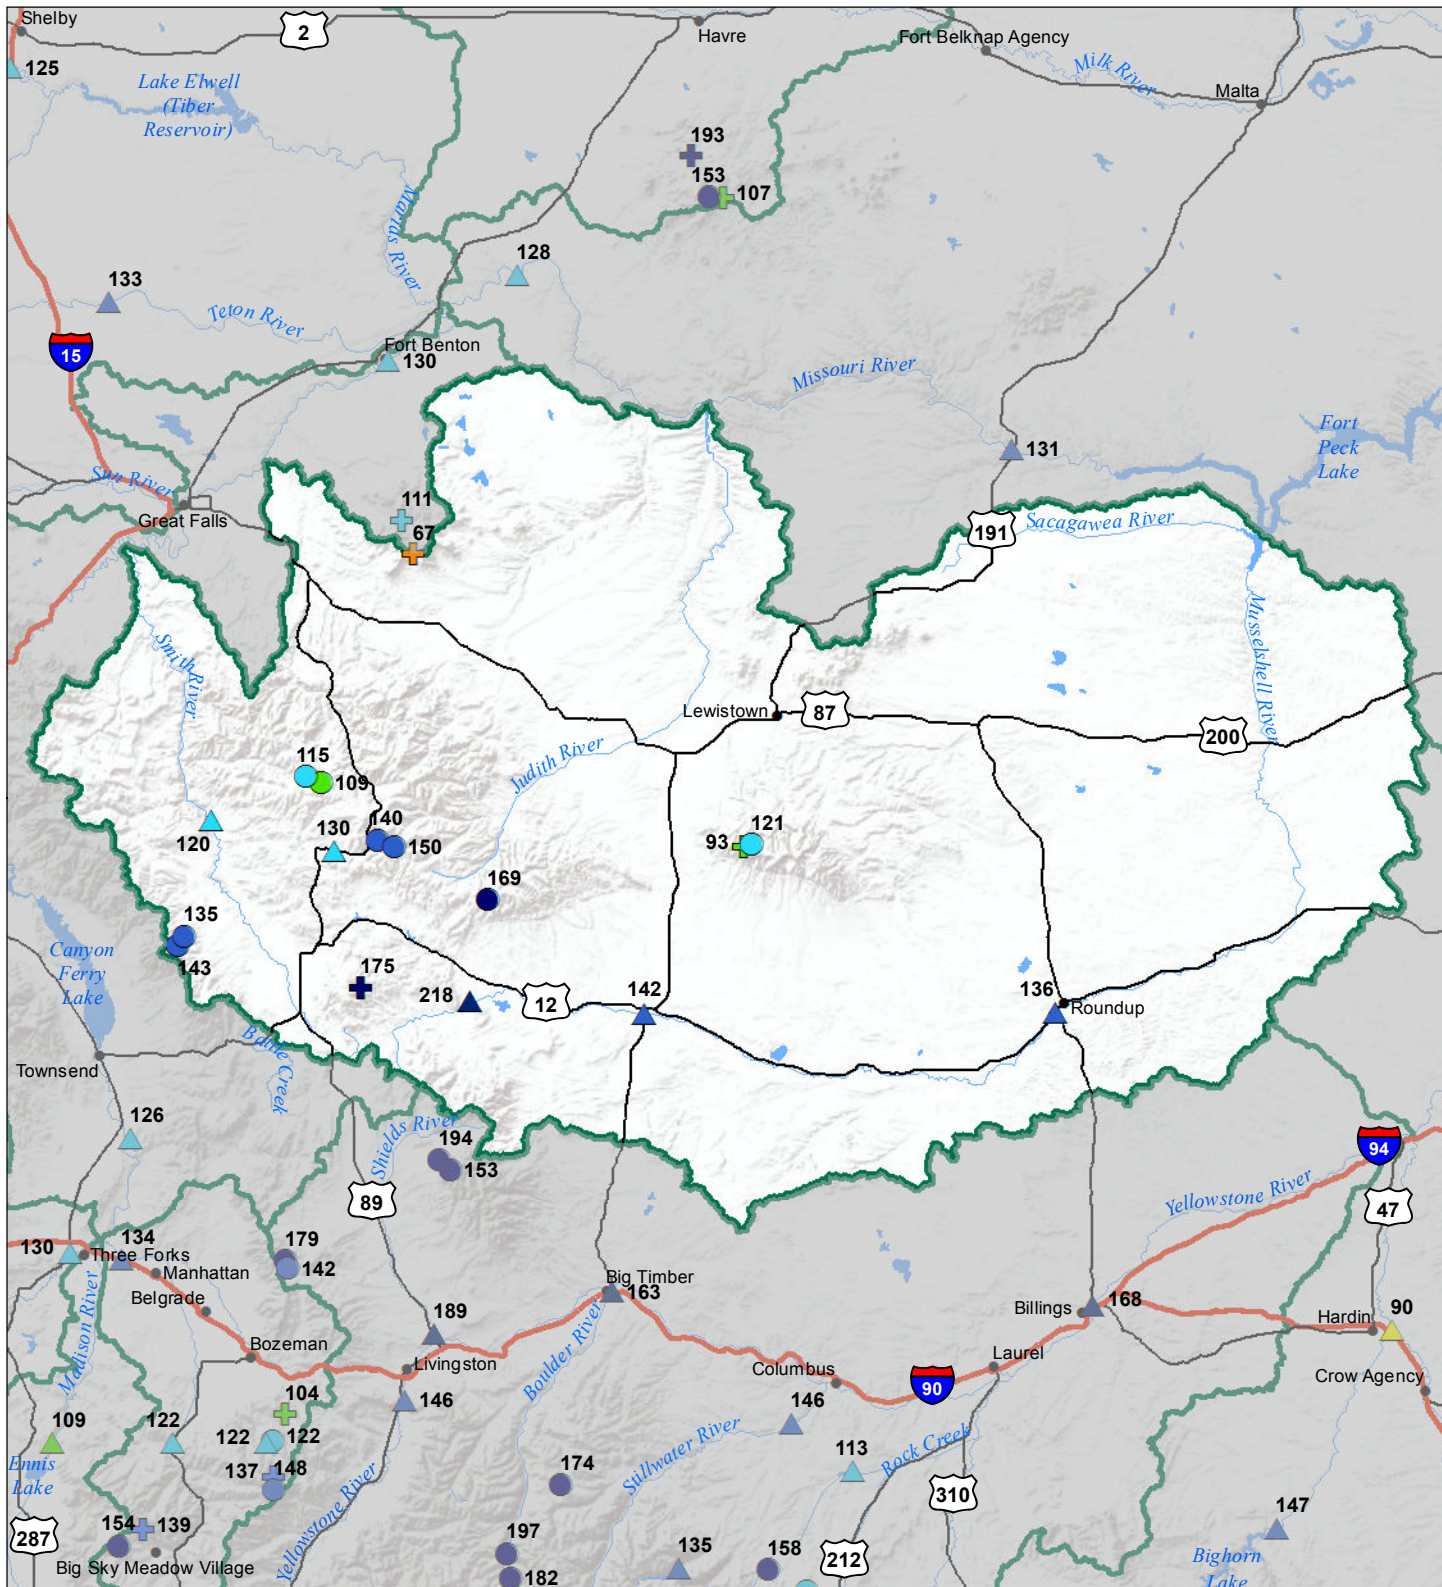 Shelby
2
Havre
Fort Belknap Agency
Milk River
Malta
125
Lake Elwell
(Tiber
Reservoir)
193
153
107
Marias River
128
133
Teton River
15
Fort Benton
130
Missouri River
Fort
Peck
Lake
131
Sun River
Great Falls
111
67
191
Sacagawea River
Musselshell River
Smith River
Lewistown
87
200
Judith River
115
109
120
130
140
150
93
121
169
135
143
Canyon
Ferry
Lake
175
218
12
142
136
Roundup
Battle Creek
Townsend
126
Shields River
194
153
94
89
Yellowstone River
47
130
Three Forks
134
Manhattan
Belgrade
179
142
Madison River
189
Big Timber
163
Billings
168
Hardin
90
Bozeman
Livingston
Boulder River
Columbus
Laurel
90
Crow Agency
104
146
146
109
122
122
122
Stillwater River
113
Rock Creek
Ennis
Lake
137
148
174
310
Yellowstone River
287
154
139
197
147
Big Sky Meadow Village
182
135
158
212
Bighorn
Lake